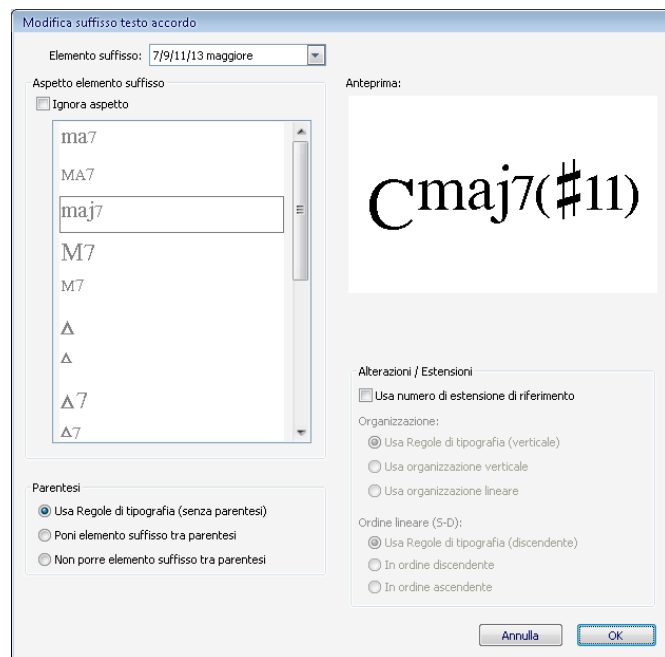 Modifica suffisso testo accordo
Elemento suffisso: 7/9/11/13 maggiore
Aspetto elemento suffisso
Ignora aspetto
ma7
MA7
maj7
M7
M7
Δ
Δ
Δ7
Δ7
Parentesi
Usa Regole di tipografia (senza parentesi)
Poni elemento suffisso tra parentesi
Non porre elemento suffisso tra parentesi
Anteprima:
Cmaj7(♯11)
Alterazioni / Estensioni
Usa numero di estensione di riferimento
Organizzazione:
Usa Regole di tipografia (verticale)
Usa organizzazione verticale
Usa organizzazione lineare
Ordine lineare (S-D):
Usa Regole di tipografia (discendente)
In ordine discendente
In ordine ascendente
Annulla
OK